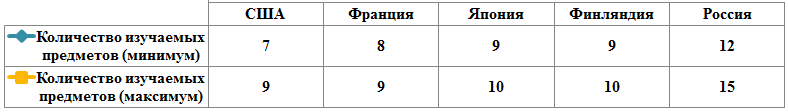 США Франция Япония Финляндия Россия
Количество изучаемых
предметов (минимум) 7 8 9 9 12
Количество изучаемых
предметов (максимум) 9 9 10 10 15